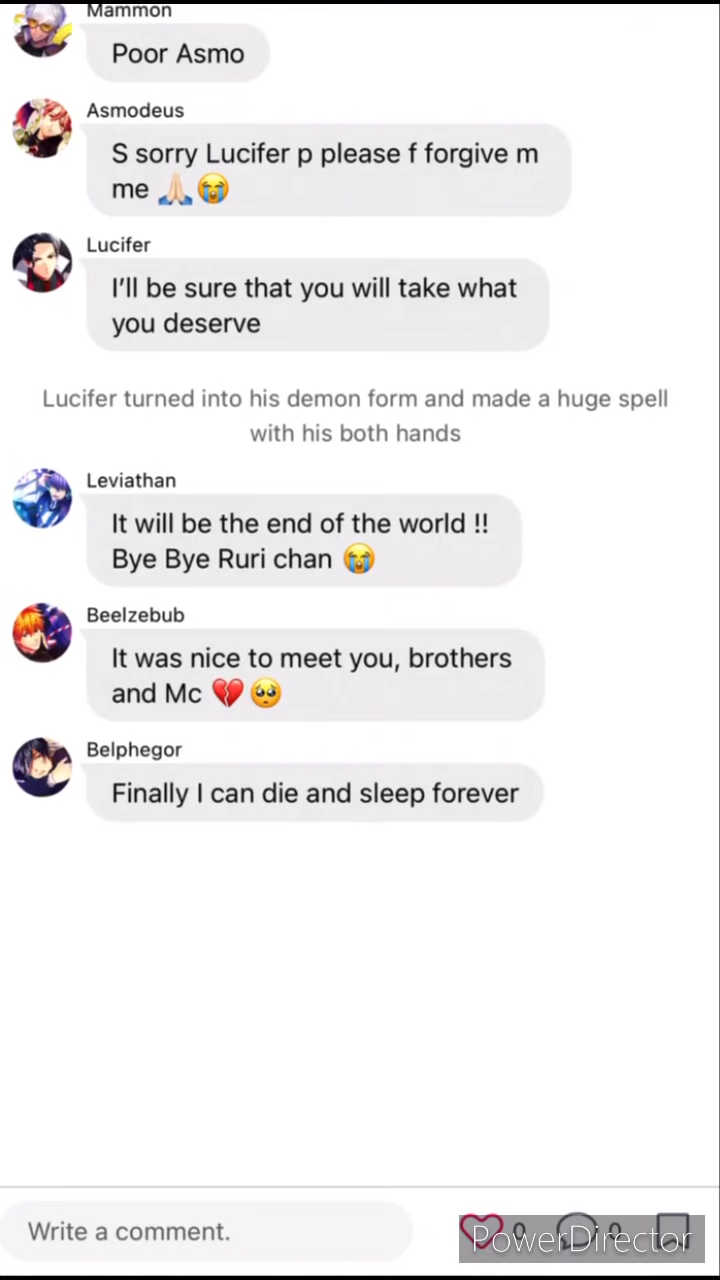 Mammon
Poor Asmo
Asmodeus
S sorry Lucifer p please f forgive m
me 🙏🏻😭
Lucifer
I’ll be sure that you will take what
you deserve
Lucifer turned into his demon form and made a huge spell
with his both hands
Leviathan
It will be the end of the world !!
Bye Bye Ruri chan 😭
Beelzebub
It was nice to meet you, brothers
and Mc 💔🥺
Belphegor
Finally I can die and sleep forever
Write a comment.
0 0
PowerDirector